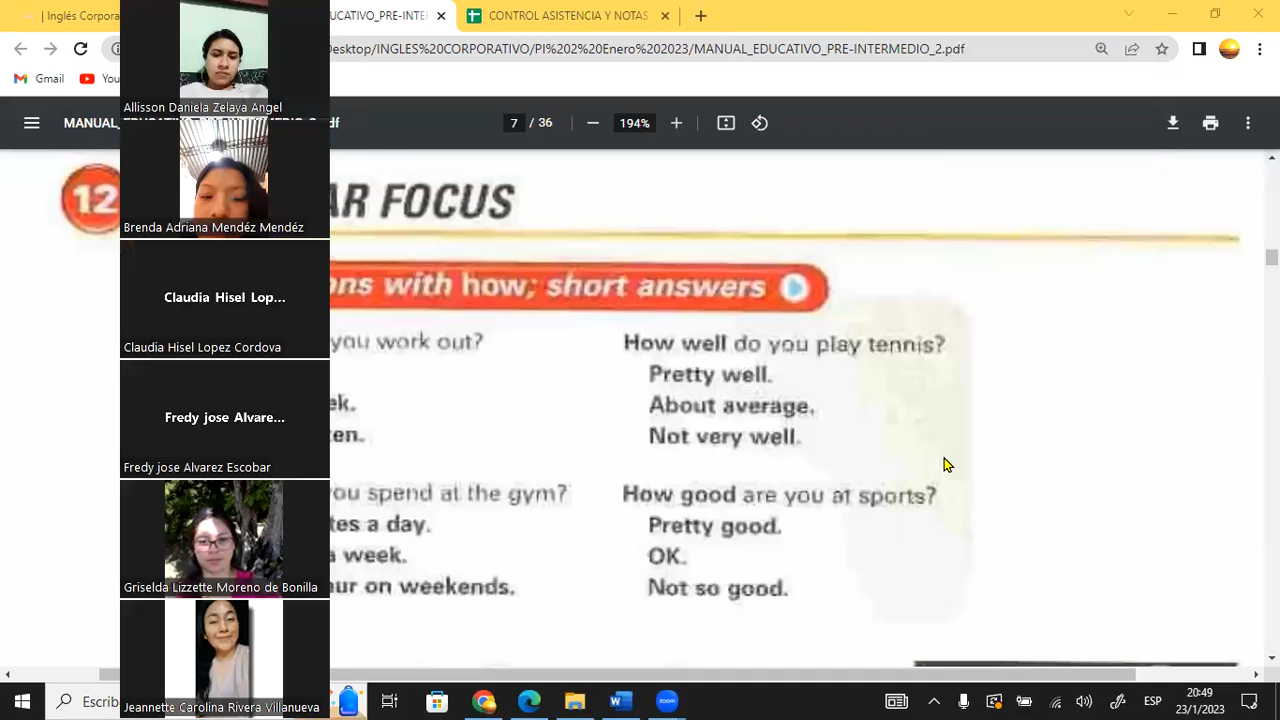 Inglés Corpora
UCATIVO_PRE-INTERM
CONTROL ASISTENCIA Y NOTAS
Desktop/INGLES%20CORPORATIVO/PI%202%20Enero%202023/MANUAL_EDUCATIVO_PRE-INTERMEDIO_2.pdf
Gmail
You
MANUAL_
df
7 / 36
194%
12
AR FOCUS
ons with how; short answers
you work out?
ek.
en.
ou spend at the gym?
tes a day.
a week.
ur on weekends.
How well do you play tennis?
Pretty well.
About average.
Not very well.
How good are you at sports?
Pretty good.
OK.
Not so good.
Allisson Daniela Zelaya Angel
Brenda Adriana Mendéz Mendéz
Claudia Hisel Lop...
Claudia Hisel Lopez Cordova
Fredy jose Alvare...
Fredy jose Alvarez Escobar
Griselda Lizzette Moreno de Bonilla
Jeannette Carolina Rivera Villanueva
Escrib
zoom
ESP
20:49
23/1/2023